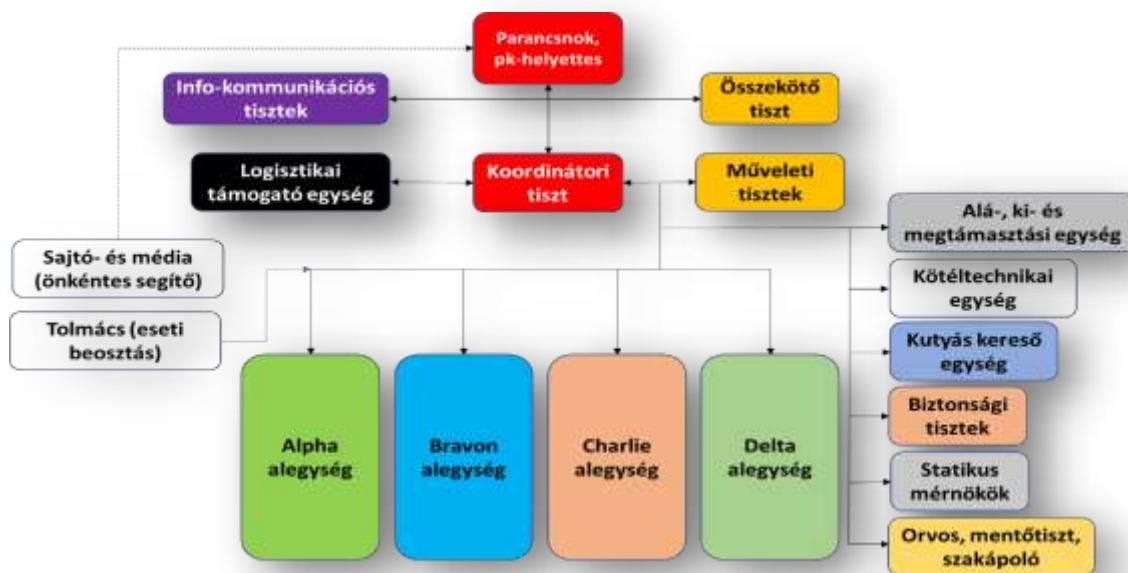 Parancsnok,
pk-helyettes
Info-kommunikációs
tisztek
Összekötő
tiszt
Logisztikai
támogató egység
Koordinátori
tiszt
Műveleti
tisztek
Alá-, ki- és
megtámasztási egység
Sajtó- és média
(önkéntes segítő)
Kötéltechnikai
egység
Tolmács (eseti
beosztás)
Kutyás kereső
egység
Biztonsági
tisztek
Alpha
alegység
Bravon
alegység
Charlie
alegység
Delta
alegység
Statikus
mérnökök
Orvos, mentőtiszt,
szakápoló